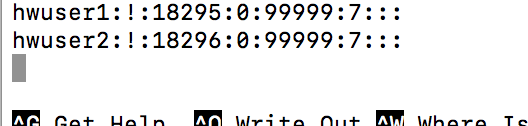 hwuser1:!:18295:0:99999:7:::
hwuser2:!:18296:0:99999:7:::
^G Get Help ^O Write Out ^W Where Is